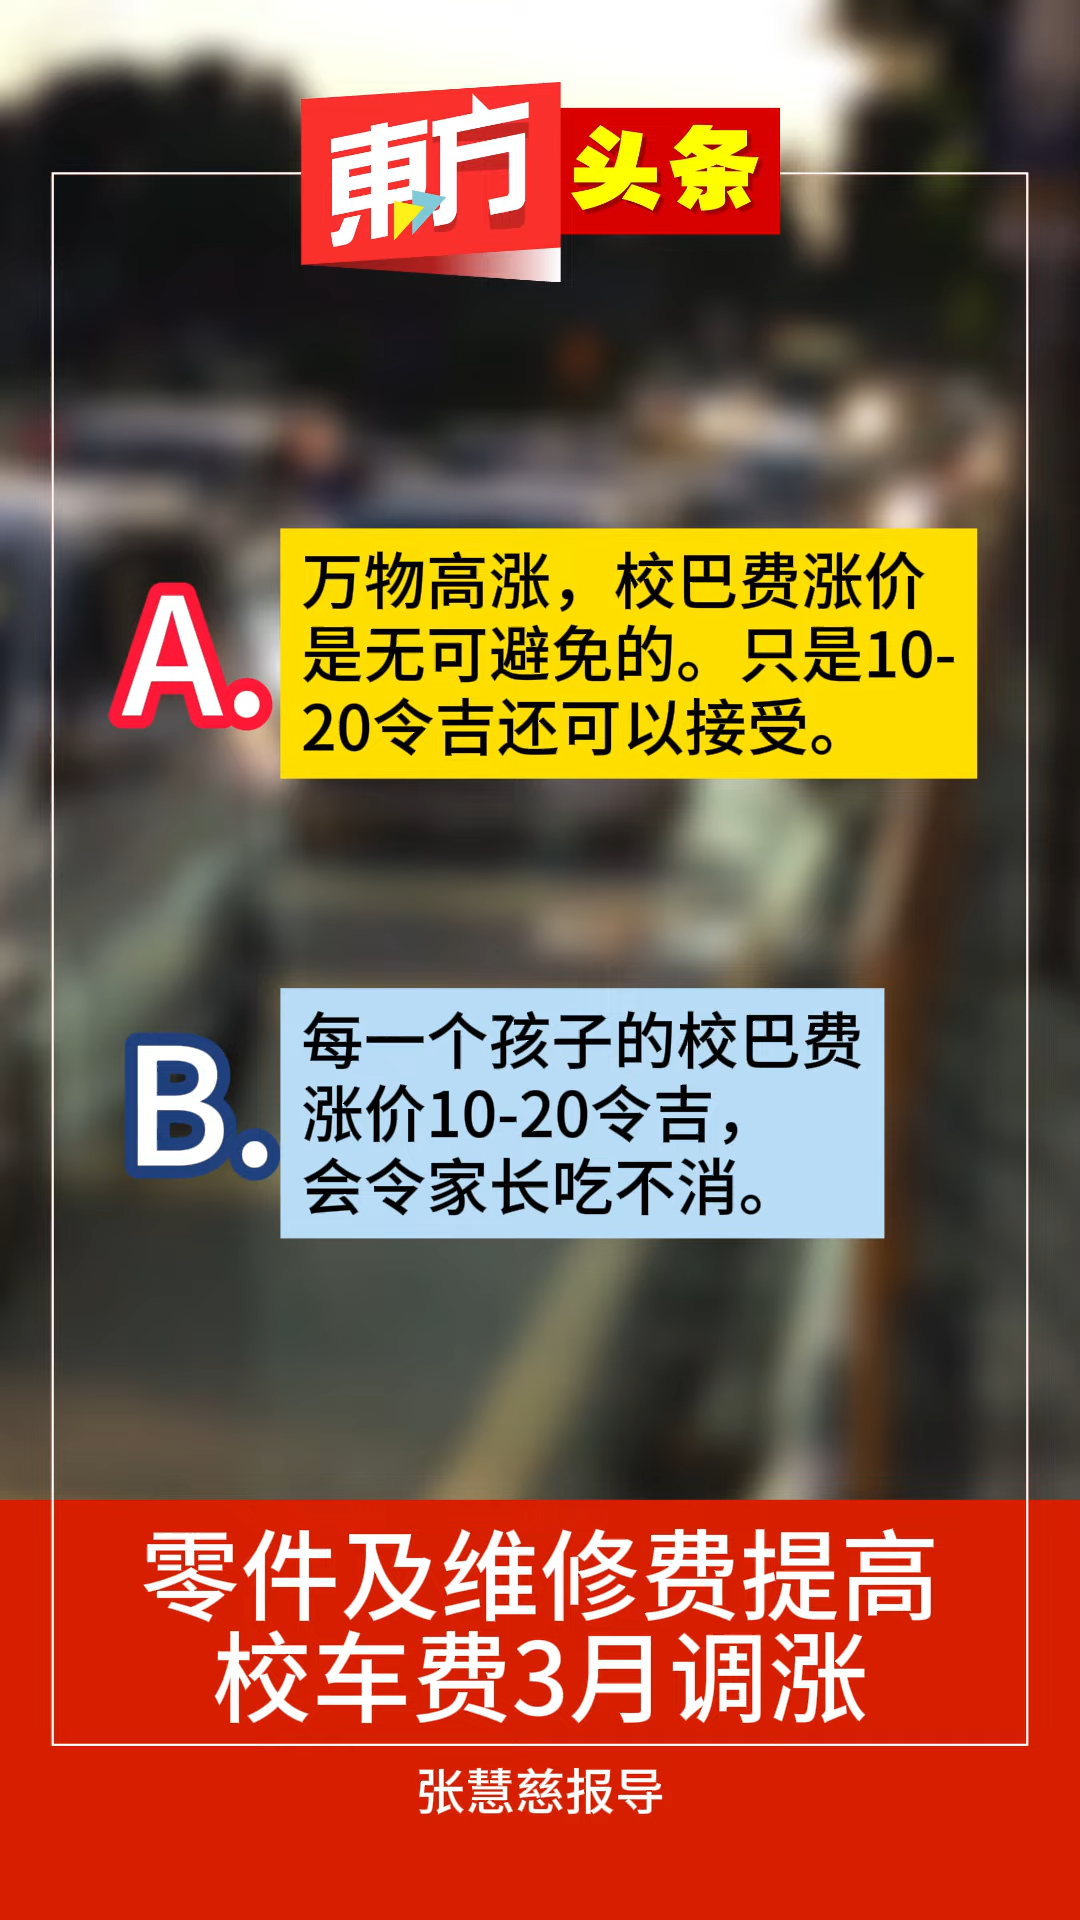 東方
头条
A.
万物高涨，校巴费涨价
是无可避免的。只是10-
20令吉还可以接受。
B.
每一个孩子的校巴费
涨价10-20令吉，
会令家长吃不消。
零件及维修费提高
校车费3月调涨
张慧慈报导